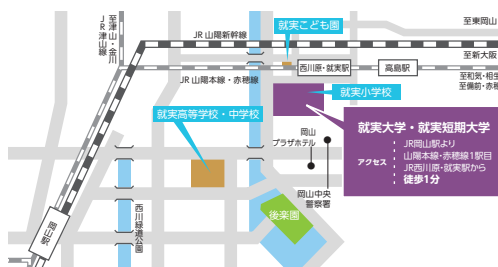 就実こども園
至東岡山
至津山・金川
JR津山線
JR 山陽新幹線
至新大阪
西川原・就実駅
高島駅
JR 山陽本線・赤穂線
至和気・相生
至備前・赤穂
就実小学校
就実高等学校・中学校
就実大学・就実短期大学
アクセス
JR岡山駅より
山陽本線・赤穂線1駅目
JR西川原・就実駅から
徒歩1分
岡山
プラザホテル
岡山中央
警察署
後楽園
西川緑道公園
岡山駅